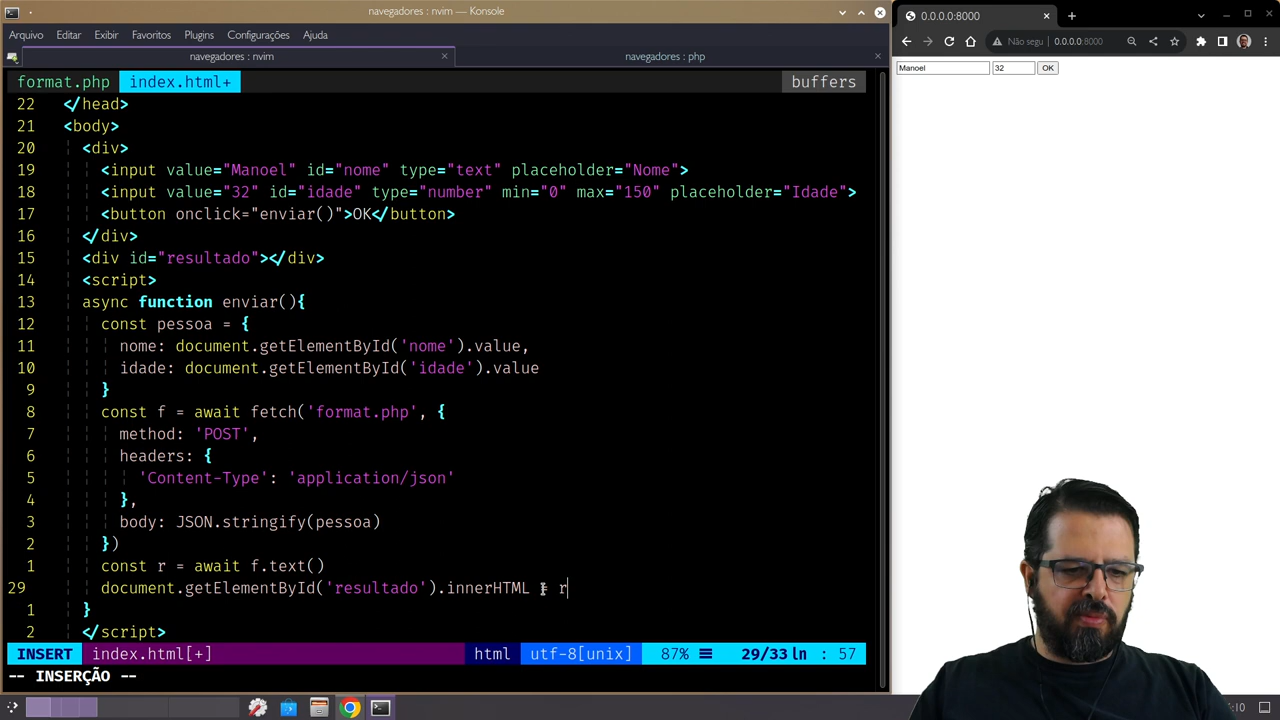 navegadores : nvim — Konsole
Arquivo Editar Exibir Favoritos Plugins Configurações Ajuda
navegadores : nvim
navegadores : php
format.php index.html+ buffers
22 </head>
21 <body>
20 <div>
19 <input value="Manoel" id="nome" type="text" placeholder="Nome">
18 <input value="32" id="idade" type="number" min="0" max="150" placeholder="Idade">
17 <button onclick="enviar()">OK</button>
16 </div>
15 <div id="resultado"></div>
14 <script>
13 async function enviar(){
12 const pessoa = {
11 nome: document.getElementById('nome').value,
10 idade: document.getElementById('idade').value
9 }
8 const f = await fetch('format.php', {
7 method: 'POST',
6 headers: {
5 'Content-Type': 'application/json'
4 },
3 body: JSON.stringify(pessoa)
2 })
1 const r = await f.text()
29 document.getElementById('resultado').innerHTML = r
1 }
2 </script>
INSERT index.html[+] html utf-8[unix] 87% 29/33 ln : 57
-- INSERÇÃO --
0.0.0.0:8000
Não segu 0.0.0.0:8000
Manoel 32 OK